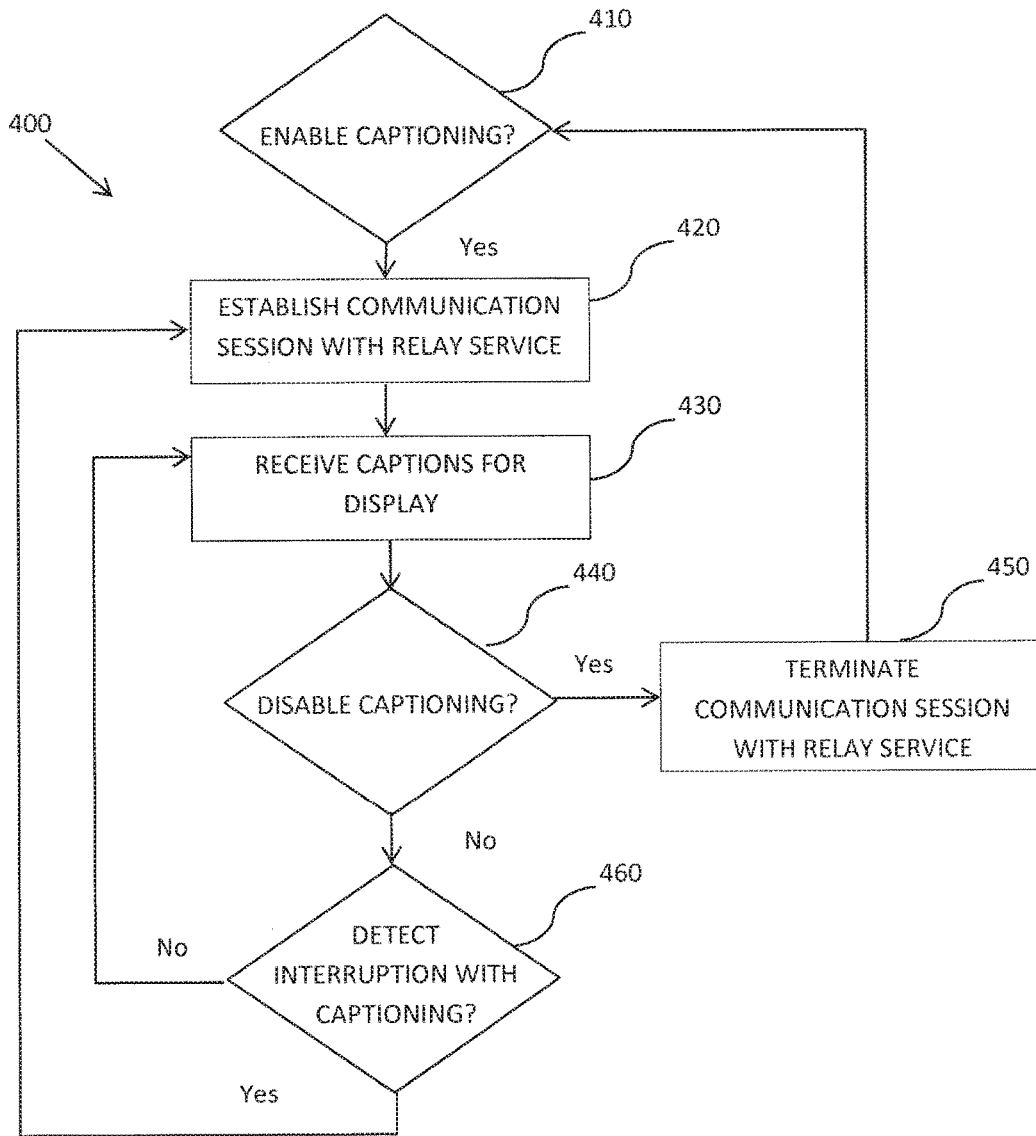 410
400
ENABLE CAPTIONING?
Yes
420
ESTABLISH COMMUNICATION
SESSION WITH RELAY SERVICE
430
RECEIVE CAPTIONS FOR
DISPLAY
440
450
DISABLE CAPTIONING?
Yes
TERMINATE
COMMUNICATION SESSION
WITH RELAY SERVICE
No
460
DETECT
INTERRUPTION WITH
CAPTIONING?
No
Yes